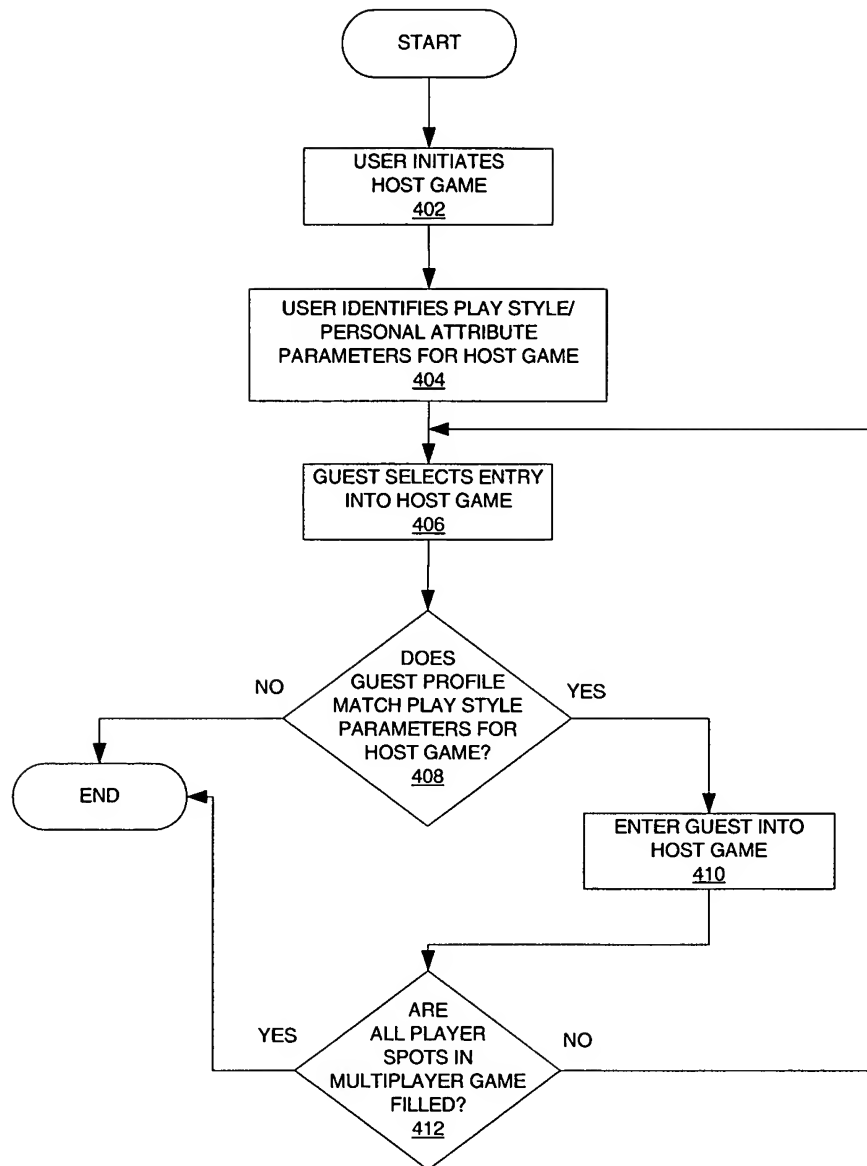 START
USER INITIATES
HOST GAME
402
USER IDENTIFIES PLAY STYLE/
PERSONAL ATTRIBUTE
PARAMETERS FOR HOST GAME
404
GUEST SELECTS ENTRY
INTO HOST GAME
406
DOES
GUEST PROFILE
MATCH PLAY STYLE
PARAMETERS FOR
HOST GAME?
408
NO
YES
END
ENTER GUEST INTO
HOST GAME
410
ARE
ALL PLAYER
SPOTS IN
MULTIPLAYER GAME
FILLED?
412
YES
NO